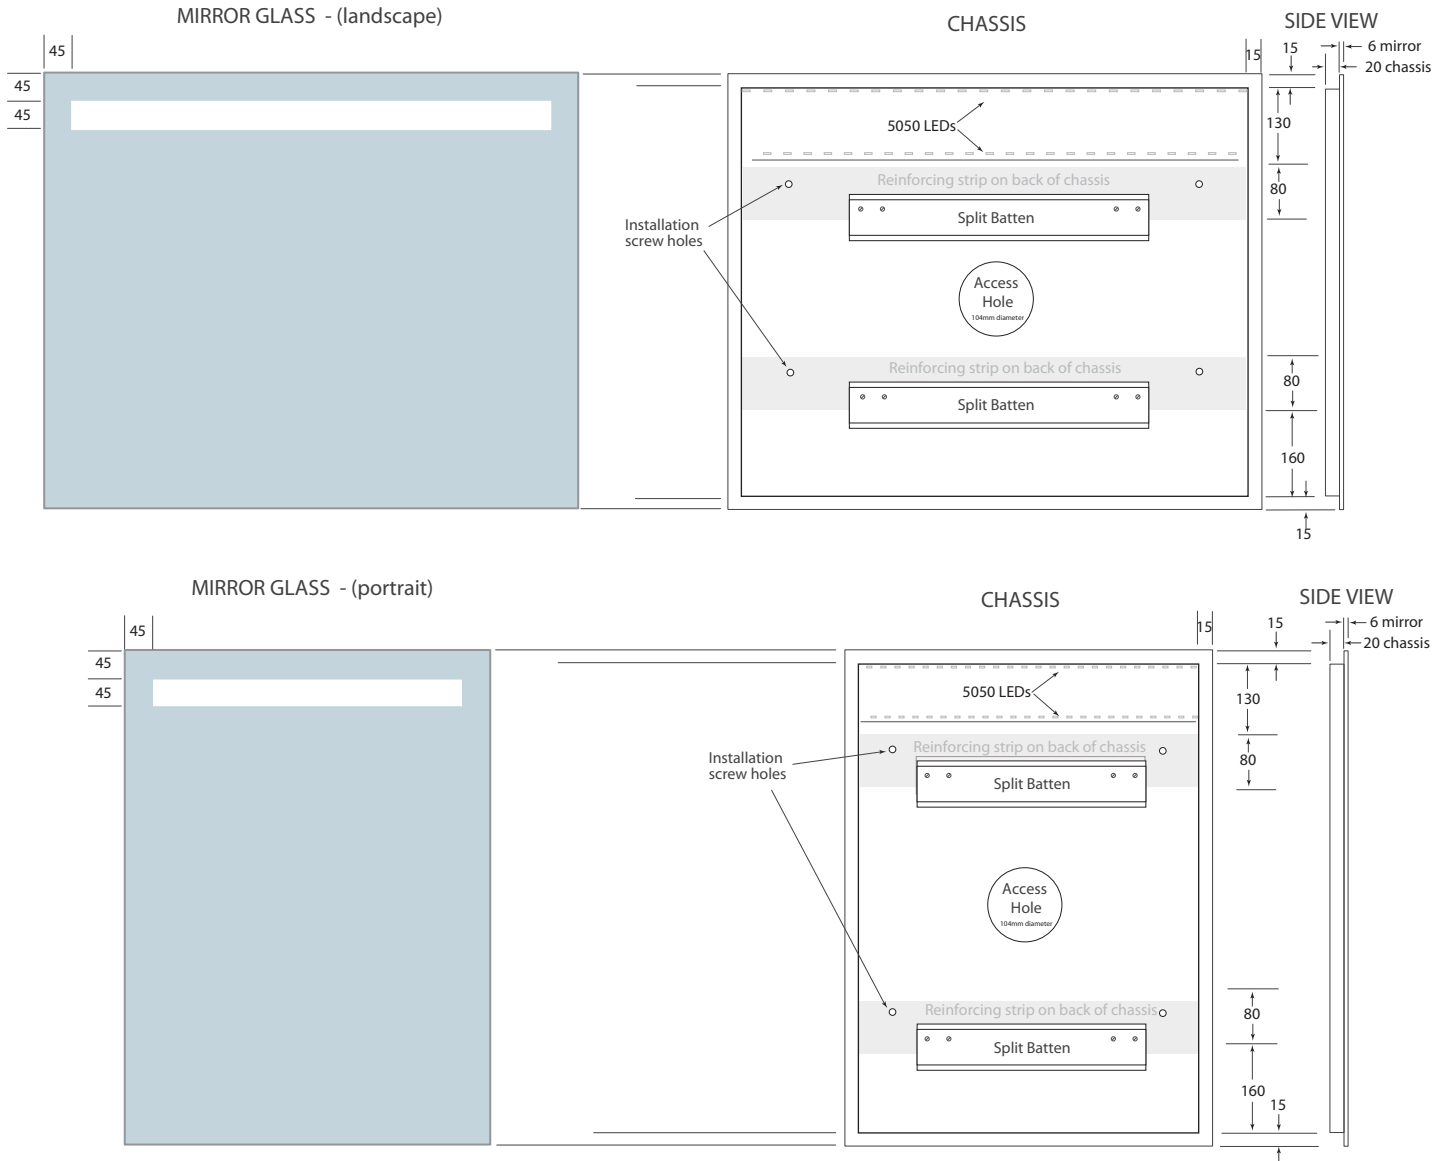 MIRROR GLASS - (landscape)
CHASSIS
SIDE VIEW
45
15
15
6 mirror
20 chassis
45
45
130
5050 LEDs
Reinforcing strip on back of chassis
80
Installation
screw holes
Split Batten
Access
Hole
104mm diameter
Reinforcing strip on back of chassis
80
Split Batten
160
15
MIRROR GLASS - (portrait)
CHASSIS
SIDE VIEW
45
15
15
6 mirror
20 chassis
45
45
130
5050 LEDs
Reinforcing strip on back of chassis
80
Installation
screw holes
Split Batten
Access
Hole
104mm diameter
Reinforcing strip on back of chassis
80
Split Batten
160
15